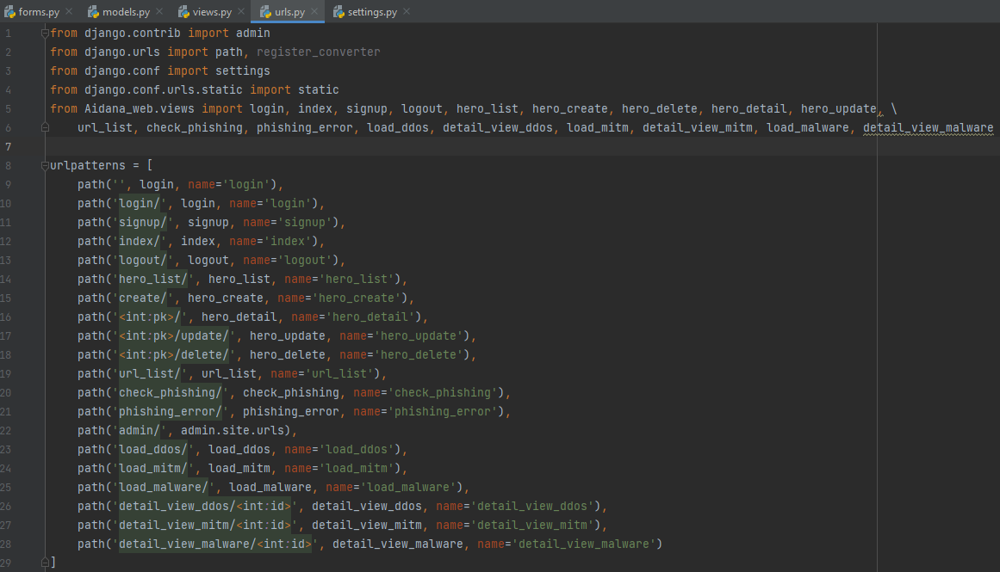 forms.py × models.py × views.py × urls.py × settings.py ×
1 from django.contrib import admin
2 from django.urls import path, register_converter
3 from django.conf import settings
4 from django.conf.urls.static import static
5 from Aidana_web.views import login, index, signup, logout, hero_list, hero_create, hero_delete, hero_detail, hero_update, \
6     url_list, check_phishing, phishing_error, load_ddos, detail_view_ddos, load_mitm, detail_view_mitm, load_malware, detail_view_malware
7
8 urlpatterns = [
9     path('', login, name='login'),
10     path('login/', login, name='login'),
11     path('signup/', signup, name='signup'),
12     path('index/', index, name='index'),
13     path('logout/', logout, name='logout'),
14     path('hero_list/', hero_list, name='hero_list'),
15     path('create/', hero_create, name='hero_create'),
16     path('<int:pk>/', hero_detail, name='hero_detail'),
17     path('<int:pk>/update/', hero_update, name='hero_update'),
18     path('<int:pk>/delete/', hero_delete, name='hero_delete'),
19     path('url_list/', url_list, name='url_list'),
20     path('check_phishing/', check_phishing, name='check_phishing'),
21     path('phishing_error/', phishing_error, name='phishing_error'),
22     path('admin/', admin.site.urls),
23     path('load_ddos/', load_ddos, name='load_ddos'),
24     path('load_mitm/', load_mitm, name='load_mitm'),
25     path('load_malware/', load_malware, name='load_malware'),
26     path('detail_view_ddos/<int:id>', detail_view_ddos, name='detail_view_ddos'),
27     path('detail_view_mitm/<int:id>', detail_view_mitm, name='detail_view_mitm'),
28     path('detail_view_malware/<int:id>', detail_view_malware, name='detail_view_malware')
29 ]